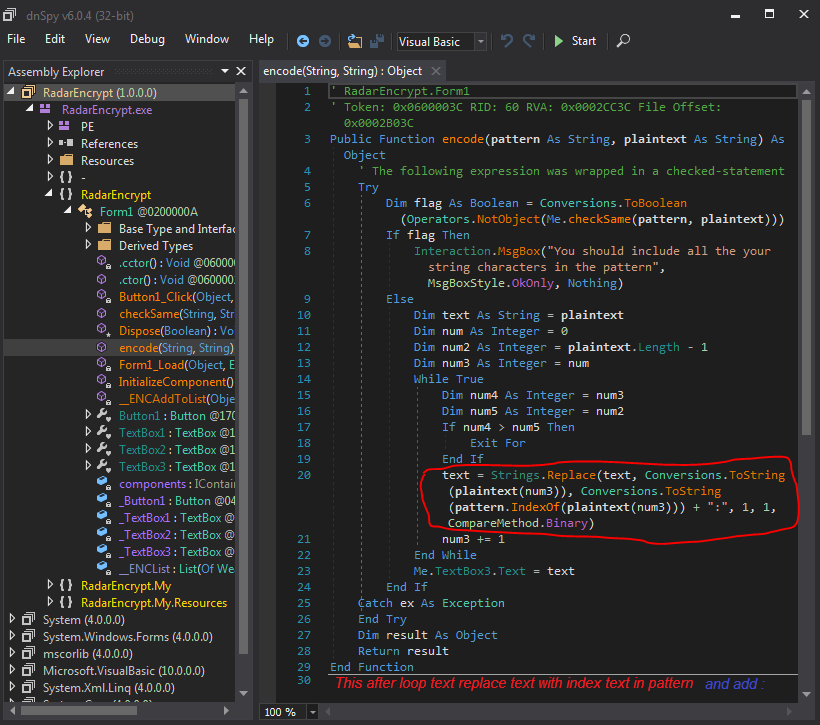 dnSpy v6.0.4 (32-bit)
File Edit View Debug Window Help Visual Basic Start
Assembly Explorer
RadarEncrypt (1.0.0.0)
RadarEncrypt.exe
PE
References
Resources
{ } -
{ } RadarEncrypt
Form1 @0200000A
Base Type and Interfac
Derived Types
.cctor() : Void @060000
.ctor() : Void @060000.
Button1_Click(Object,
checkSame(String, Str
Dispose(Boolean) : Vo
encode(String, String)
Form1_Load(Object, E
InitializeComponent()
__ENCAddToList(Obje
Button1 : Button @170
TextBox1 : TextBox @1
TextBox2 : TextBox @1
TextBox3 : TextBox @1
components : IContain
_Button1 : Button @04
_TextBox1 : TextBox @
_TextBox2 : TextBox @
_TextBox3 : TextBox @
__ENCList : List(Of We
{ } RadarEncrypt.My
{ } RadarEncrypt.My.Resources
System (4.0.0.0)
System.Windows.Forms (4.0.0.0)
mscorlib (4.0.0.0)
Microsoft.VisualBasic (10.0.0.0)
System.Xml.Linq (4.0.0.0)
encode(String, String) : Object
1 ' RadarEncrypt.Form1
2 ' Token: 0x0600003C RID: 60 RVA: 0x0002CC3C File Offset:
0x0002B03C
3 Public Function encode(pattern As String, plaintext As String) As
Object
4 ' The following expression was wrapped in a checked-statement
5 Try
6 Dim flag As Boolean = Conversions.ToBoolean
(Operators.NotObject(Me.checkSame(pattern, plaintext)))
7 If flag Then
8 Interaction.MsgBox("You should include all the your
string characters in the pattern",
MsgBoxStyle.OkOnly, Nothing)
9 Else
10 Dim text As String = plaintext
11 Dim num As Integer = 0
12 Dim num2 As Integer = plaintext.Length - 1
13 Dim num3 As Integer = num
14 While True
15 Dim num4 As Integer = num3
16 Dim num5 As Integer = num2
17 If num4 > num5 Then
18 Exit For
19 End If
20 text = Strings.Replace(text, Conversions.ToString
(plaintext(num3)), Conversions.ToString
(pattern.IndexOf(plaintext(num3))) + ":", 1, 1,
CompareMethod.Binary)
21 num3 += 1
22 End While
23 Me.TextBox3.Text = text
24 End If
25 Catch ex As Exception
26 End Try
27 Dim result As Object
28 Return result
29 End Function
30
This after loop text replace text with index text in pattern and add :
100 %